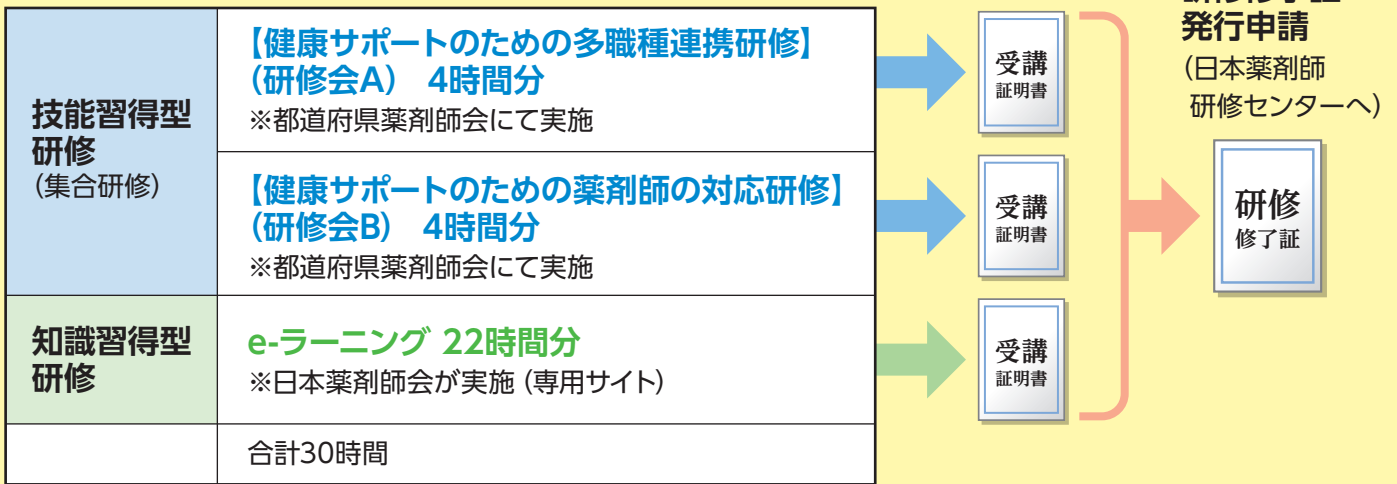 技能習得型
研修
（集合研修）
【健康サポートのための多職種連携研修】
（研修会A） 4時間分
※都道府県薬剤師会にて実施
【健康サポートのための薬剤師の対応研修】
（研修会B） 4時間分
※都道府県薬剤師会にて実施
知識習得型
研修
e-ラーニング 22時間分
※日本薬剤師会が実施（専用サイト）
合計30時間
受講
証明書
受講
証明書
受講
証明書
発行申請
（日本薬剤師
研修センターへ）
研修
修了証